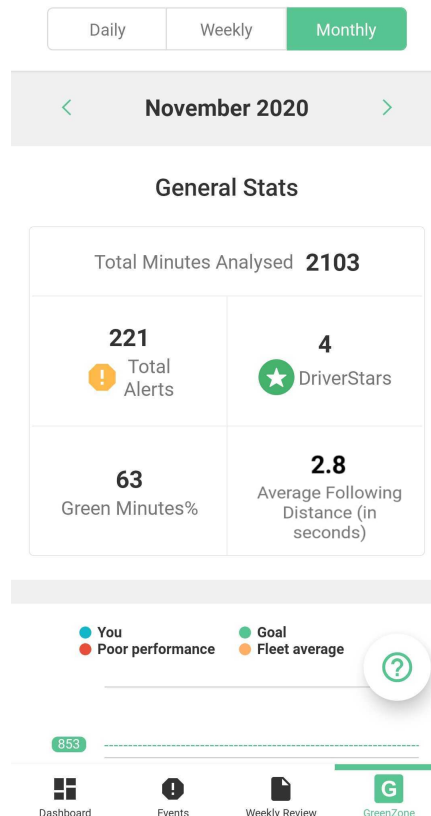 Daily Weekly Monthly
November 2020
General Stats
Total Minutes Analysed 2103
221
Total
Alerts
4
DriverStars
63
Green Minutes%
2.8
Average Following
Distance (in
seconds)
You Goal
Poor performance Fleet average
853
G
Dashboard Events Weekly Review GreenZone